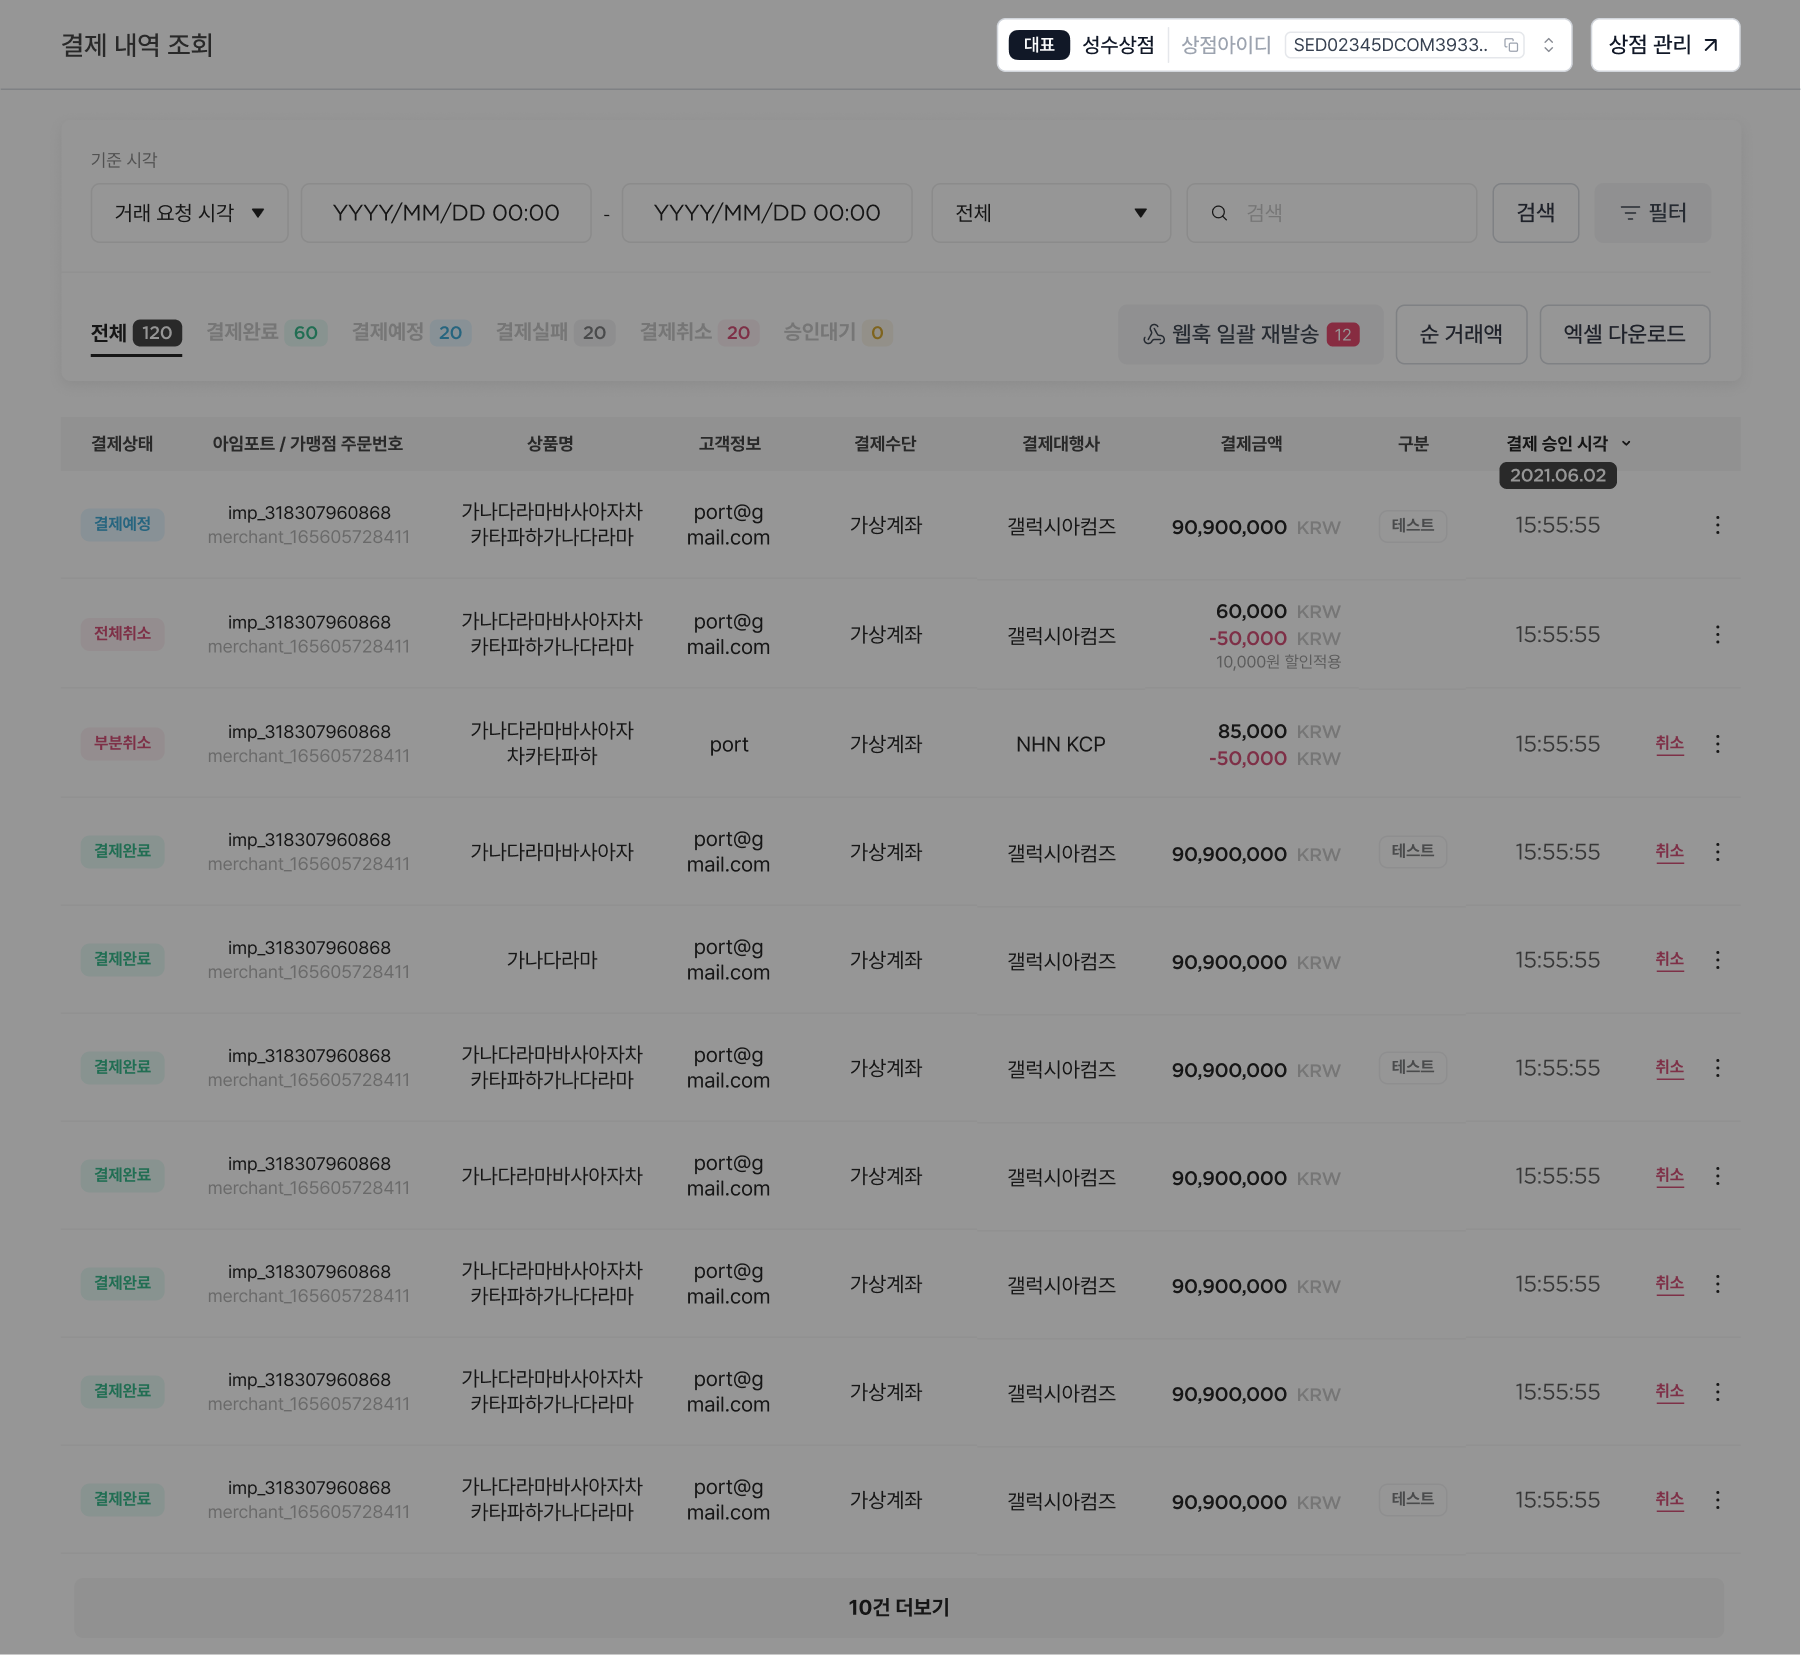 결제 내역 조회
대표 성수상점 상점아이디 SED02345DCOM3933.. 상점 관리
기준 시각
거래 요청 시각 YYYY/MM/DD 00:00 - YYYY/MM/DD 00:00 전체 검색 검색 필터
전체 120 결제완료 60 결제예정 20 결제실패 20 결제취소 20 승인대기 0 웹훅 일괄 재발송 12 순 거래액 엑셀 다운로드
결제상태 아임포트 / 가맹점 주문번호 상품명 고객정보 결제수단 결제대행사 결제금액 구분 결제 승인 시각
2021.06.02
결제예정 imp_318307960868 가나다라마바사아자차 port@g 가상계좌 갤럭시아컴즈 90,900,000 KRW 테스트 15:55:55
merchant_165605728411 카타파하가나다라마 mail.com
60,000 KRW
전체취소 imp_318307960868 가나다라마바사아자차 port@g 가상계좌 갤럭시아컴즈 -50,000 KRW 15:55:55
merchant_165605728411 카타파하가나다라마 mail.com 10,000원 할인적용
부분취소 imp_318307960868 가나다라마바사아자 port 가상계좌 NHN KCP 85,000 KRW 15:55:55 취소
merchant_165605728411 차카타파하 -50,000 KRW
결제완료 imp_318307960868 가나다라마바사아자 port@g 가상계좌 갤럭시아컴즈 90,900,000 KRW 테스트 15:55:55 취소
merchant_165605728411 mail.com
결제완료 imp_318307960868 가나다라마 port@g 가상계좌 갤럭시아컴즈 90,900,000 KRW 15:55:55 취소
merchant_165605728411 mail.com
결제완료 imp_318307960868 가나다라마바사아자차 port@g 가상계좌 갤럭시아컴즈 90,900,000 KRW 테스트 15:55:55 취소
merchant_165605728411 카타파하가나다라마 mail.com
결제완료 imp_318307960868 가나다라마바사아자차 port@g 가상계좌 갤럭시아컴즈 90,900,000 KRW 15:55:55 취소
merchant_165605728411 mail.com
결제완료 imp_318307960868 가나다라마바사아자차 port@g 가상계좌 갤럭시아컴즈 90,900,000 KRW 15:55:55 취소
merchant_165605728411 카타파하가나다라마 mail.com
결제완료 imp_318307960868 가나다라마바사아자차 port@g 가상계좌 갤럭시아컴즈 90,900,000 KRW 15:55:55 취소
merchant_165605728411 카타파하가나다라마 mail.com
결제완료 imp_318307960868 가나다라마바사아자차 port@g 가상계좌 갤럭시아컴즈 90,900,000 KRW 테스트 15:55:55 취소
merchant_165605728411 카타파하가나다라마 mail.com
10건 더보기